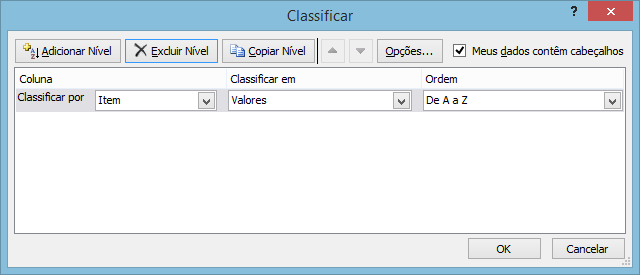 Classificar
Adicionar Nível Excluir Nível Copiar Nível Opções... Meus dados contêm cabeçalhos
Coluna Classificar em Ordem
Classificar por Item Valores De A a Z
OK Cancelar